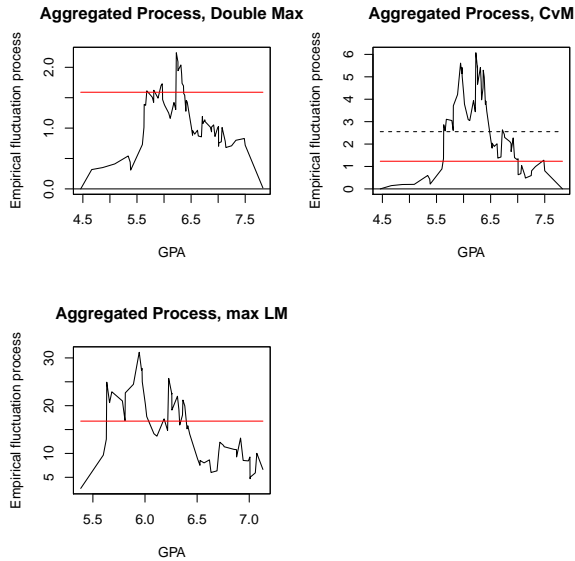 Aggregated Process, Double Max
Empirical fluctuation process
0.0
1.0
2.0
4.5 5.5 6.5 7.5
GPA
Aggregated Process, CvM
Empirical fluctuation process
0
1
2
3
4
5
6
4.5 5.5 6.5 7.5
GPA
Aggregated Process, max LM
Empirical fluctuation process
5
10
20
30
5.5 6.0 6.5 7.0
GPA